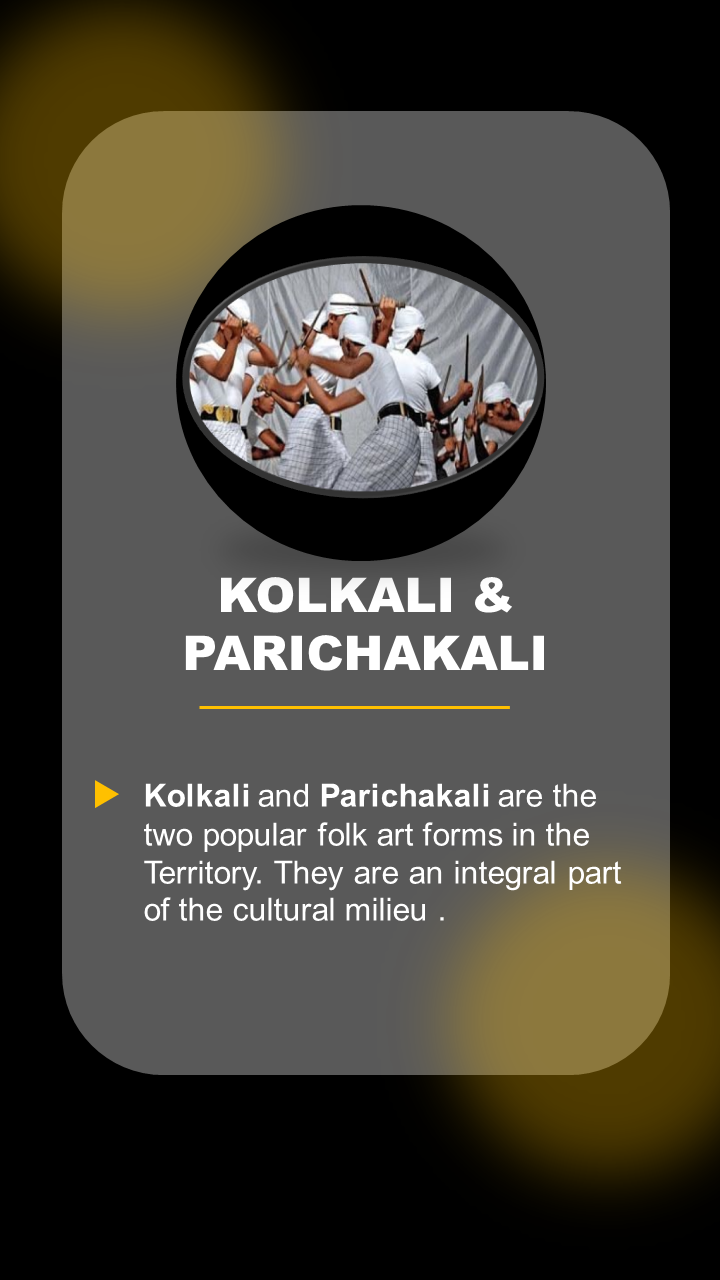 KOLKALI &
PARICHAKALI
Kolkali and Parichakali are the
two popular folk art forms in the
Territory. They are an integral part
of the cultural milieu .